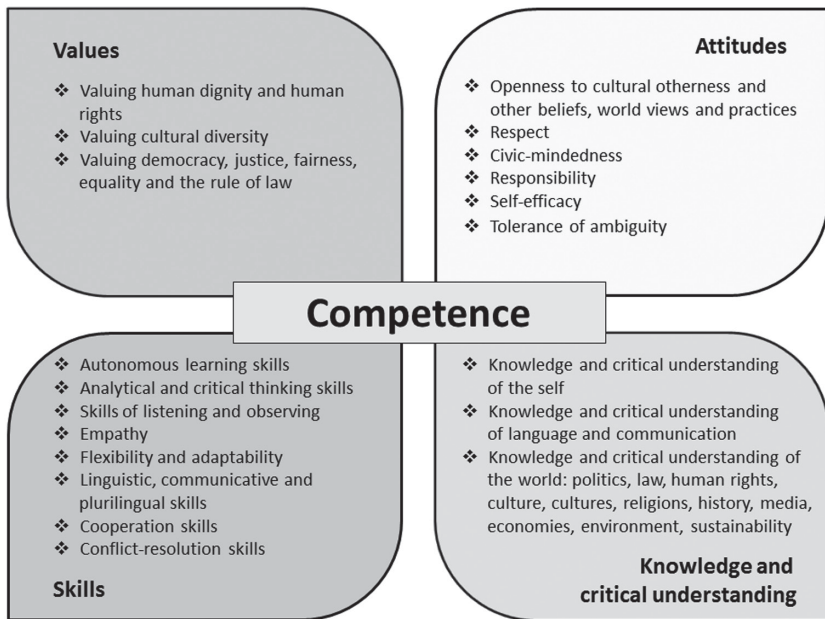 Values
❖ Valuing human dignity and human
rights
❖ Valuing cultural diversity
❖ Valuing democracy, justice, fairness,
equality and the rule of law
Attitudes
❖ Openness to cultural otherness and
other beliefs, world views and practices
❖ Respect
❖ Civic-mindedness
❖ Responsibility
❖ Self-efficacy
❖ Tolerance of ambiguity
Competence
❖ Autonomous learning skills
❖ Analytical and critical thinking skills
❖ Skills of listening and observing
❖ Empathy
❖ Flexibility and adaptability
❖ Linguistic, communicative and
plurilingual skills
❖ Cooperation skills
❖ Conflict-resolution skills
Skills
❖ Knowledge and critical understanding
of the self
❖ Knowledge and critical understanding
of language and communication
❖ Knowledge and critical understanding of
the world: politics, law, human rights,
culture, cultures, religions, history, media,
economies, environment, sustainability
Knowledge and
critical understanding